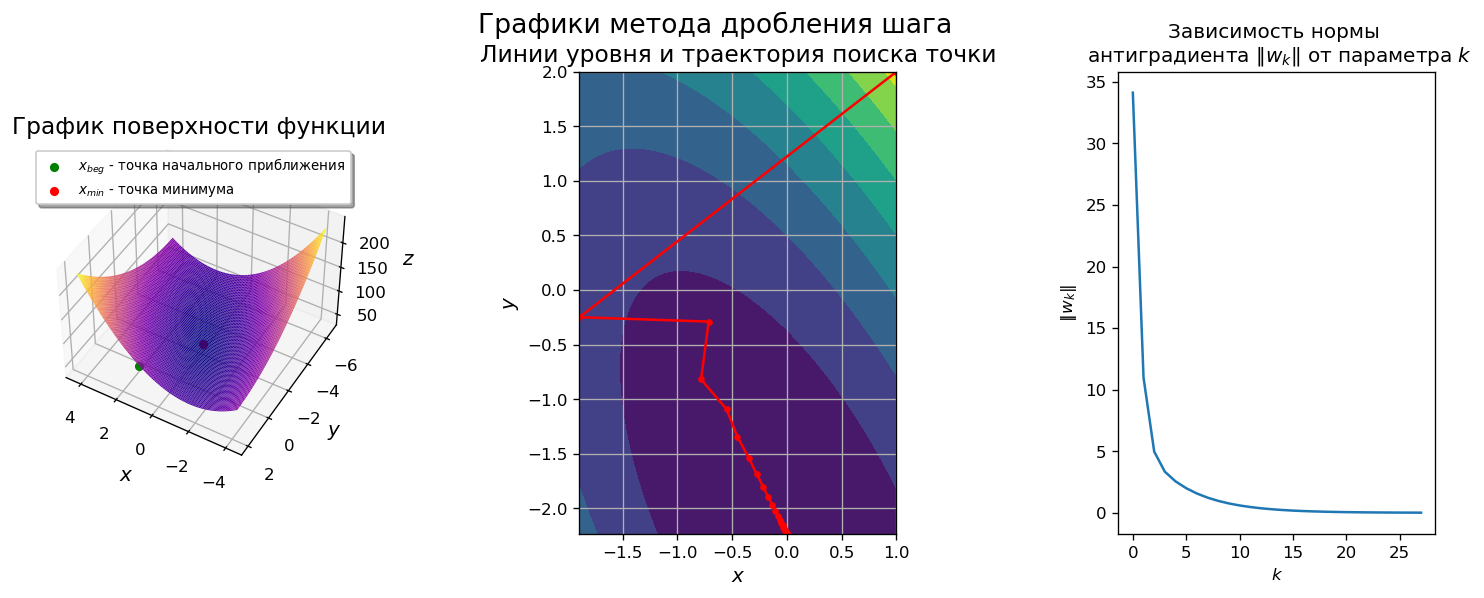 Графики метода дробления шага
График поверхности функции
x_beg - точка начального приближения
x_min - точка минимума
200
150
100
50
z
−6
−4
−2
0
2
y
4
2
0
−2
−4
x
Линии уровня и траектория поиска точки
2.0
1.5
1.0
0.5
0.0
−0.5
−1.0
−1.5
−2.0
y
−1.5 −1.0 −0.5 0.0 0.5 1.0
x
Зависимость нормы
антиградиента ‖w_k‖ от параметра k
35
30
25
20
15
10
5
0
‖w_k‖
0 5 10 15 20 25
k